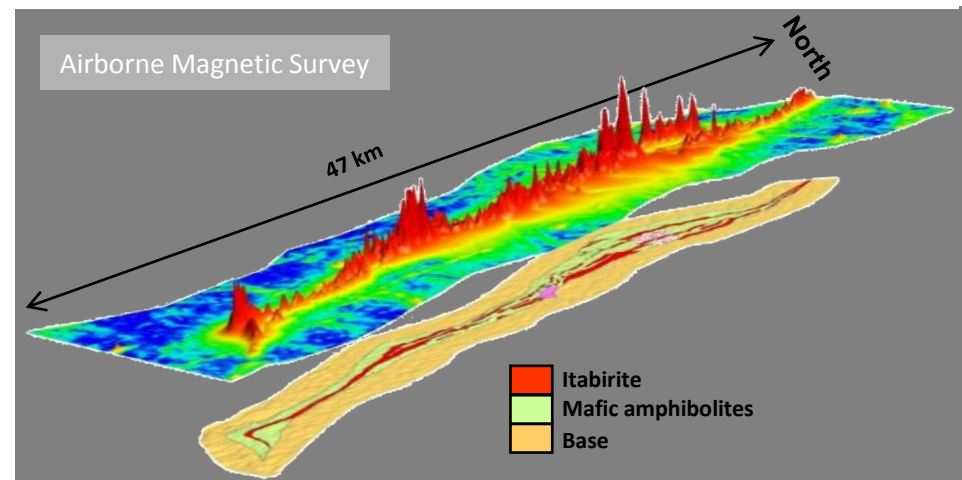 Airborne Magnetic Survey
North
47 km
Itabirite
Mafic amphibolites
Base